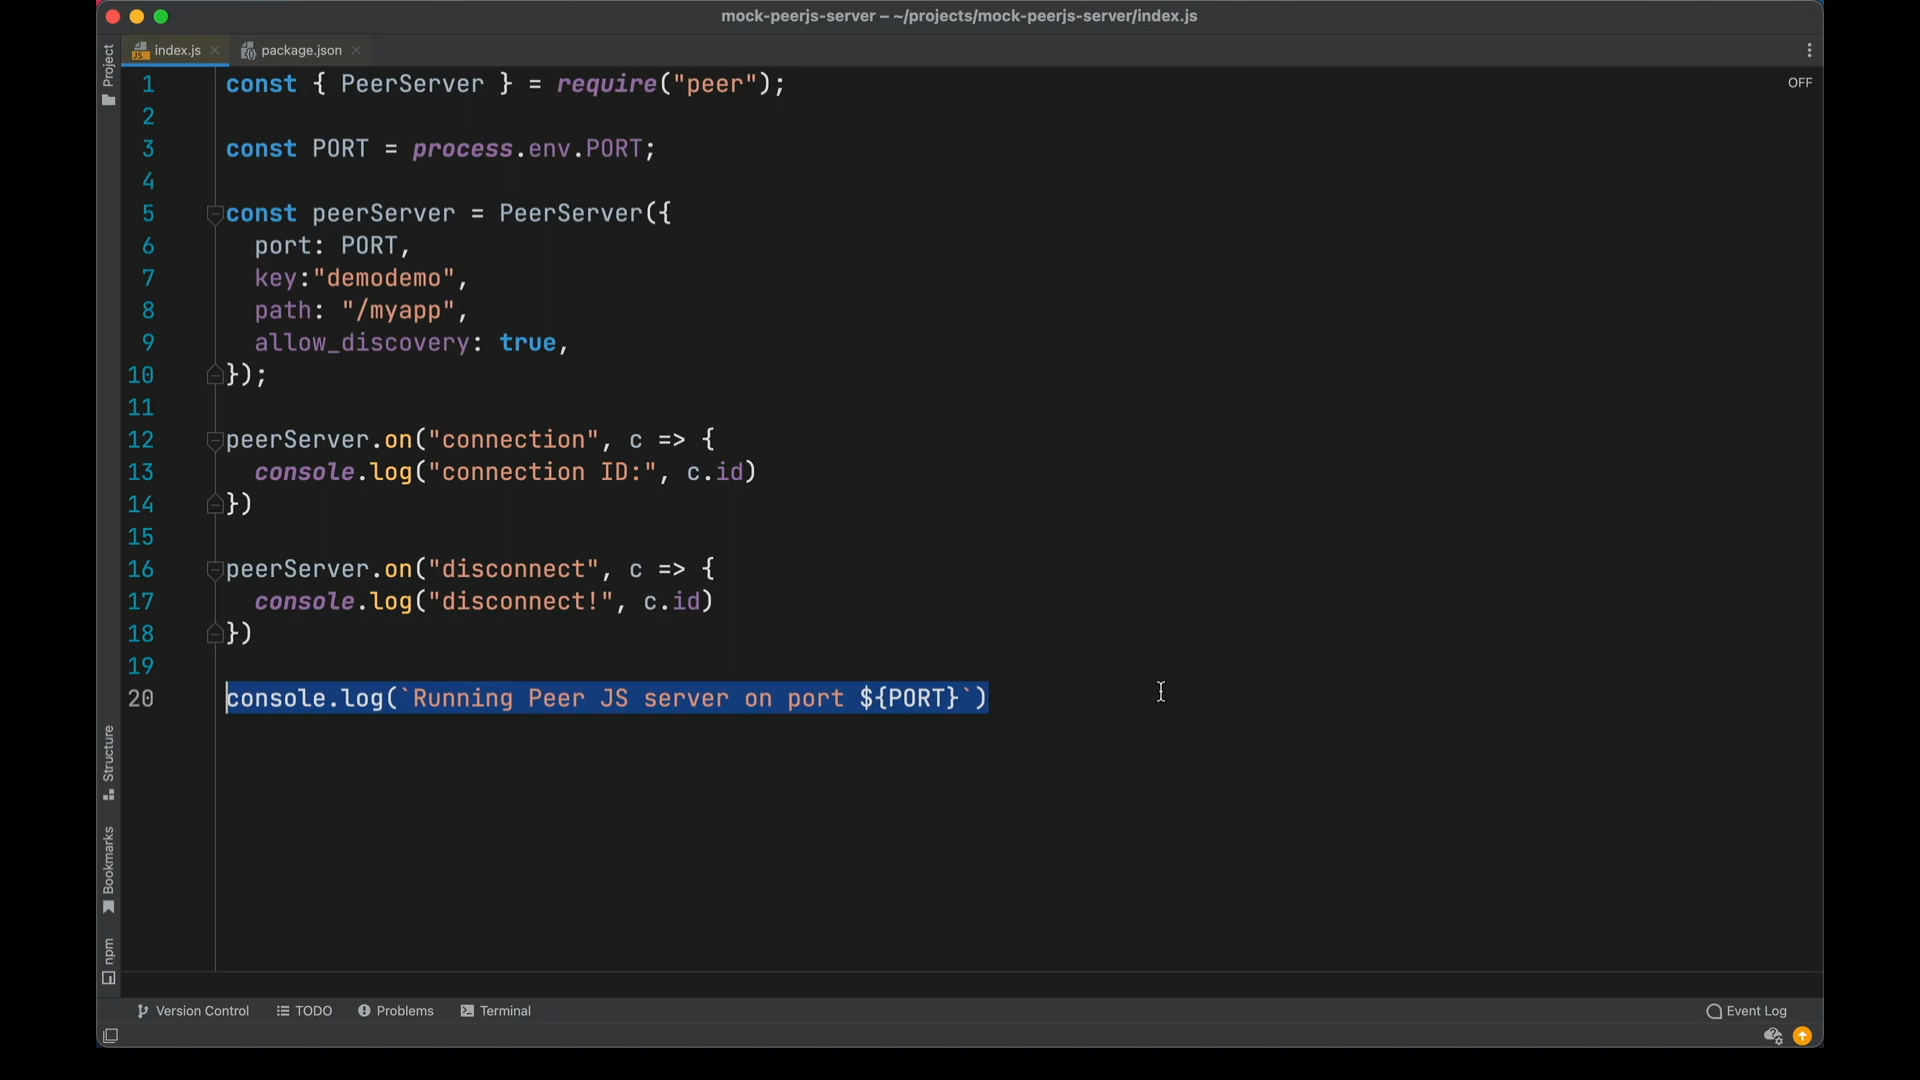 mock-peerjs-server – ~/projects/mock-peerjs-server/index.js
Project
index.js
package.json
OFF
1 const { PeerServer } = require("peer");
2
3 const PORT = process.env.PORT;
4
5 const peerServer = PeerServer({
6 port: PORT,
7 key:"demodemo",
8 path: "/myapp",
9 allow_discovery: true,
10 });
11
12 peerServer.on("connection", c => {
13 console.log("connection ID:", c.id)
14 })
15
16 peerServer.on("disconnect", c => {
17 console.log("disconnect!", c.id)
18 })
19
20 console.log(`Running Peer JS server on port ${PORT}`)
Structure
Bookmarks
npm
Version Control
TODO
Problems
Terminal
Event Log